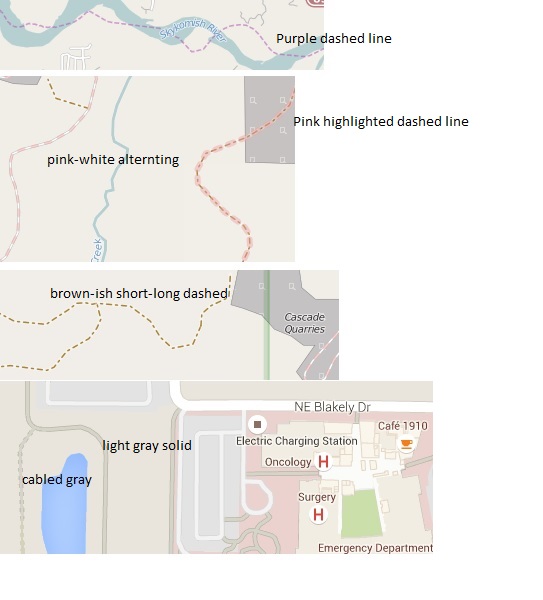 Skykomish River
Purple dashed line
Pink highlighted dashed line
pink-white alternting
Creek
brown-ish short-long dashed
Cascade
Quarries
NE Blakely Dr
Café 1910
Electric Charging Station
light gray solid
Oncology H
cabled gray
Surgery
H
Emergency Department